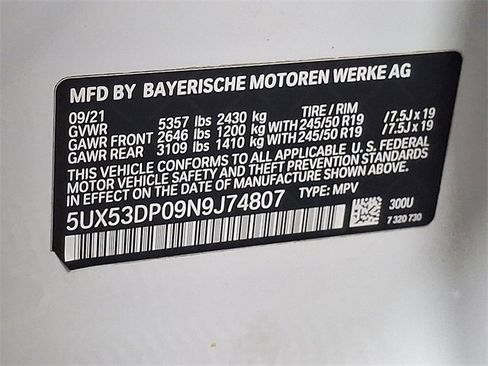 MFD BY BAYERISCHE MOTOREN WERKE AG
09/21 TIRE / RIM
GVWR 5357 lbs 2430 kg
GAWR FRONT 2646 lbs 1200 kg WITH 245/50 R19 / 7.5J x 19
GAWR REAR 3109 lbs 1410 kg WITH 245/50 R19 / 7.5J x 19
THIS VEHICLE CONFORMS TO ALL APPLICABLE U. S. FEDERAL
MOTOR VEHICLE SAFETY AND THEFT PREVENTION STANDARDS IN
EFFECT ON THE DATE OF MANUFACTURE SHOWN ABOVE.
5UX53DP09N9J74807 TYPE: MPV
300U
7 320 730